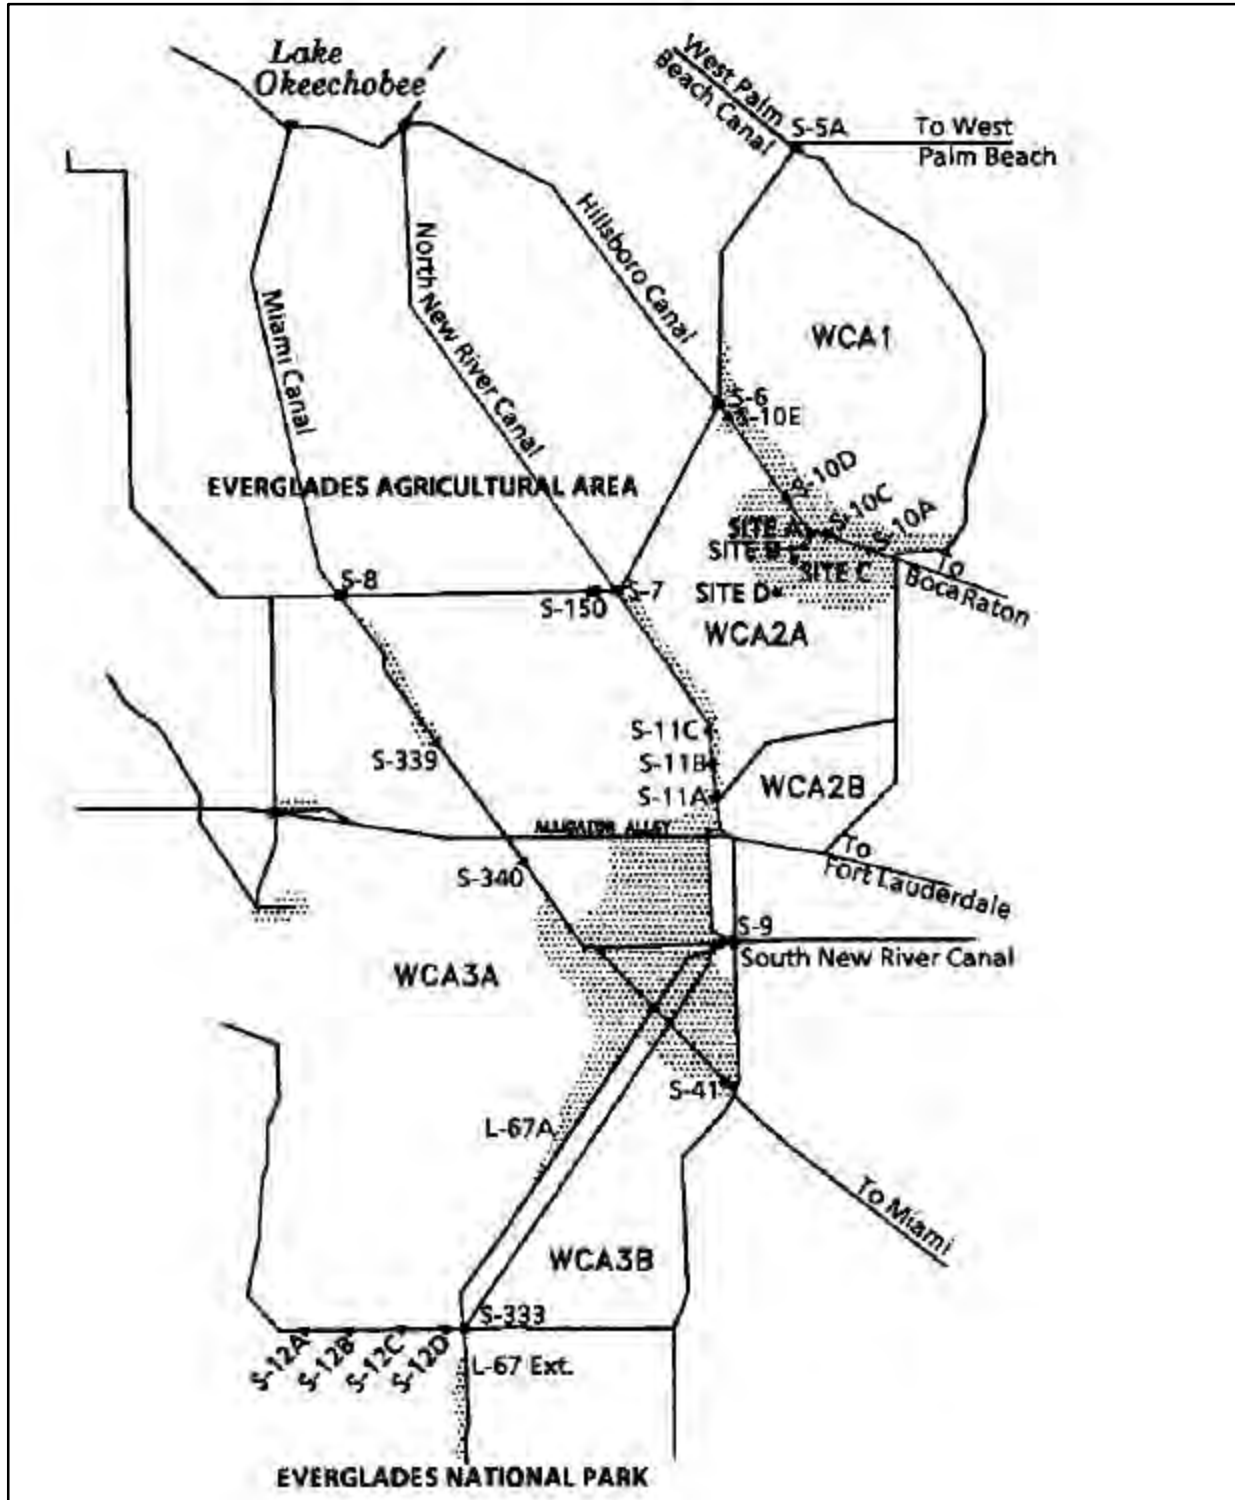 Lake
Okeechobee
West Palm
Beach Canal
S-5A
To West
Palm Beach
Hillsboro Canal
North New River Canal
Miami Canal
WCA1
S-6
S-10E
S-10D
S-10C
S-10A
EVERGLADES AGRICULTURAL AREA
SITE A
SITE B
SITE C
SITE D
To
Boca Raton
S-8
S-150
S-7
WCA2A
S-11C
S-11B
S-11A
S-339
WCA2B
ALLIGATOR ALLEY
To
Fort Lauderdale
S-340
S-9
South New River Canal
WCA3A
S-41
L-67A
To Miami
WCA3B
S-333
S-12A
S-12B
S-12C
S-12D
L-67 Ext.
EVERGLADES NATIONAL PARK